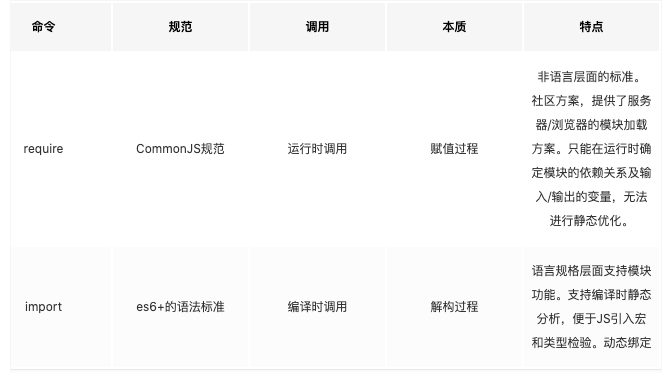 命令 规范 调用 本质 特点
require CommonJS规范 运行时调用 赋值过程
非语言层面的标准。
社区方案，提供了服务
器/浏览器的模块加载
方案。只能在运行时确
定模块的依赖关系及输
入/输出的变量，无法
进行静态优化。
import es6+的语法标准 编译时调用 解构过程
语言规格层面支持模块
功能。支持编译时静态
分析，便于JS引入宏
和类型检验。动态绑定